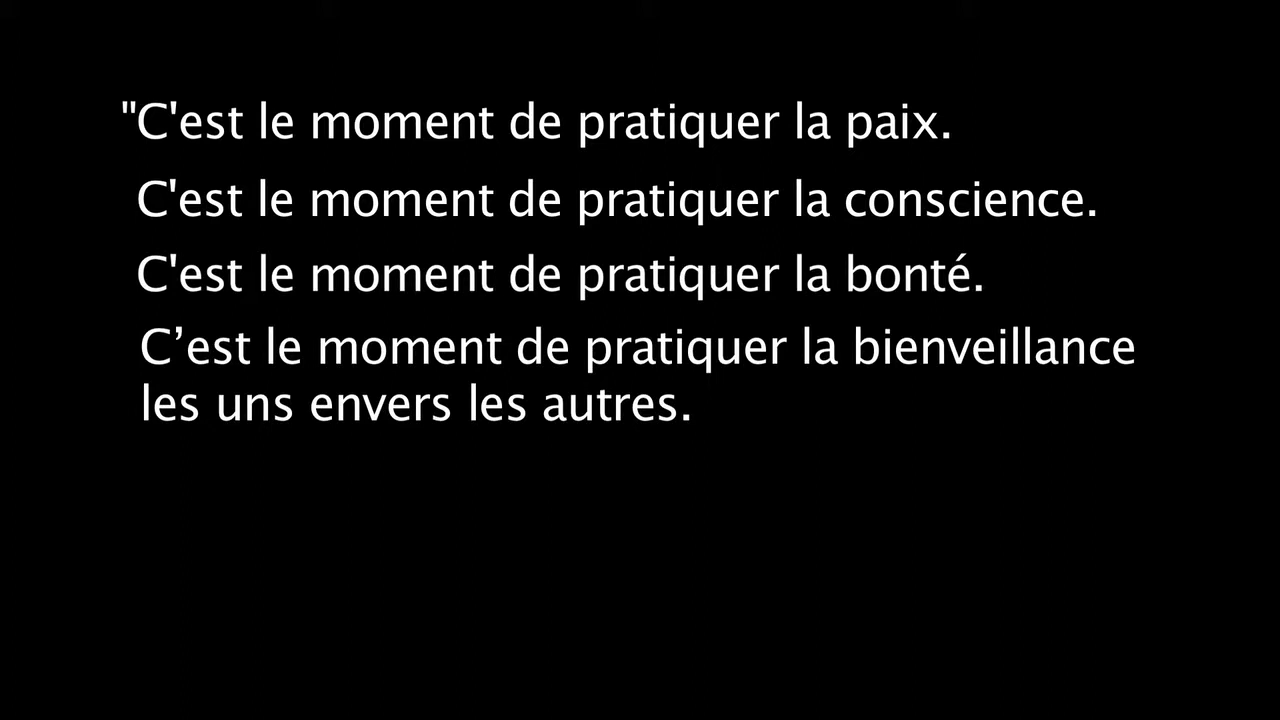 "C'est le moment de pratiquer la paix.
C'est le moment de pratiquer la conscience.
C'est le moment de pratiquer la bonté.
C’est le moment de pratiquer la bienveillance
les uns envers les autres.